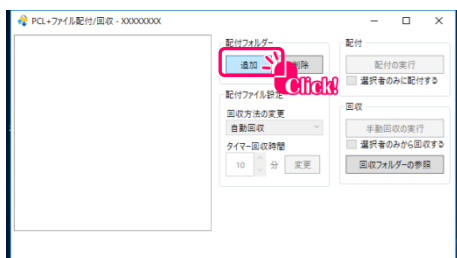 PCL+ファイル配付/回収 - XXXXXXXX
配付フォルダー
追加
削除
Click!
配付ファイル設定
回収方法の変更
自動回収
タイマー回収時間
10 分 変更
配付
配付の実行
選択者のみに配付する
回収
手動回収の実行
選択者のみから回収する
回収フォルダーの参照